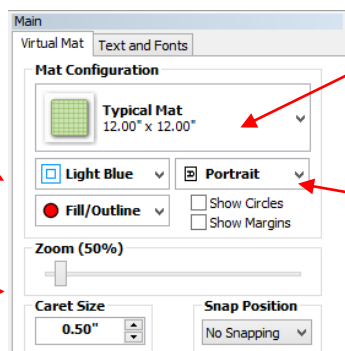 Main
Virtual Mat Text and Fonts
Mat Configuration
Typical Mat
12.00" x 12.00"
Light Blue R Portrait
Fill/Outline Show Circles
Show Margins
Zoom (50%)
Caret Size Snap Position
0.50" No Snapping